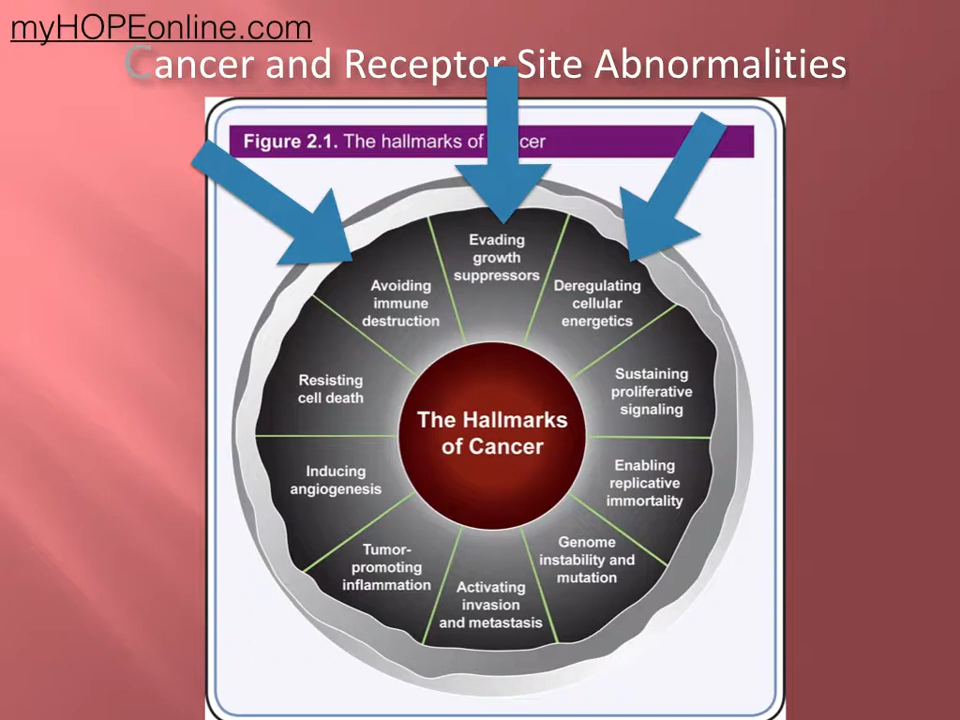 myHOPEonline.com
Cancer and Receptor Site Abnormalities
Figure 2.1. The hallmarks of cer
Evading
growth
suppressors
Deregulating
cellular
energetics
Sustaining
proliferative
signaling
Enabling
replicative
immortality
Genome
instability and
mutation
Activating
invasion
and metastasis
Tumor-
promoting
inflammation
Inducing
angiogenesis
Resisting
cell death
Avoiding
immune
destruction
The Hallmarks
of Cancer